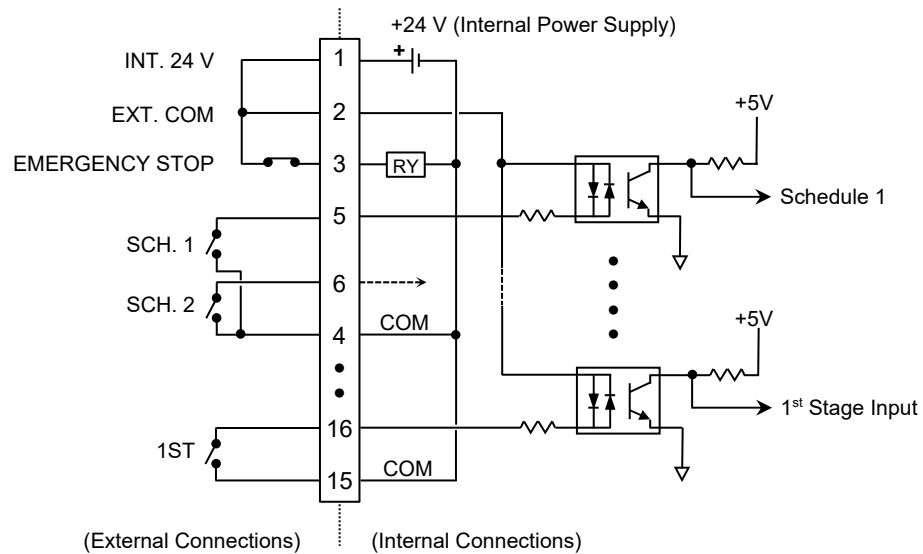 +24 V (Internal Power Supply)
INT. 24 V
1
+
EXT. COM
2
+5V
EMERGENCY STOP
3
RY
Schedule 1
5
SCH. 1
6
SCH. 2
4
COM
+5V
16
1st Stage Input
1ST
15
COM
(External Connections)
(Internal Connections)